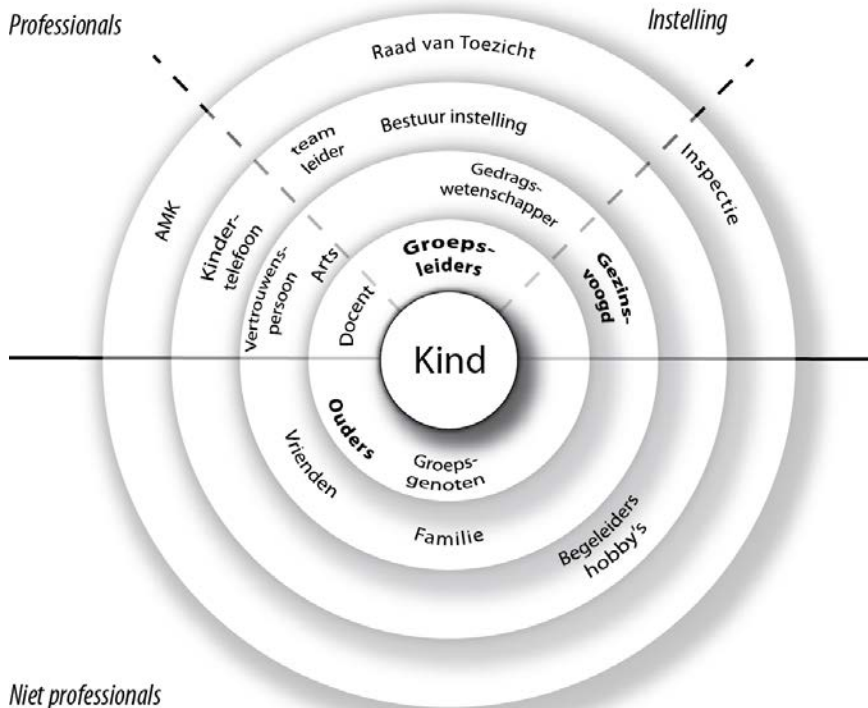 Professionals
Instelling
Raad van Toezicht
Bestuur instelling
team
leider
Gedrags-
wetenschapper
Inspectie
AMK
Kinder-
telefoon
Vertrouwens-
persoon
Arts
Groeps-
leiders
Gezins-
voogd
Docent
Kind
Ouders
Groeps-
genoten
Vrienden
Familie
Begeleiders
hobby's
Niet professionals